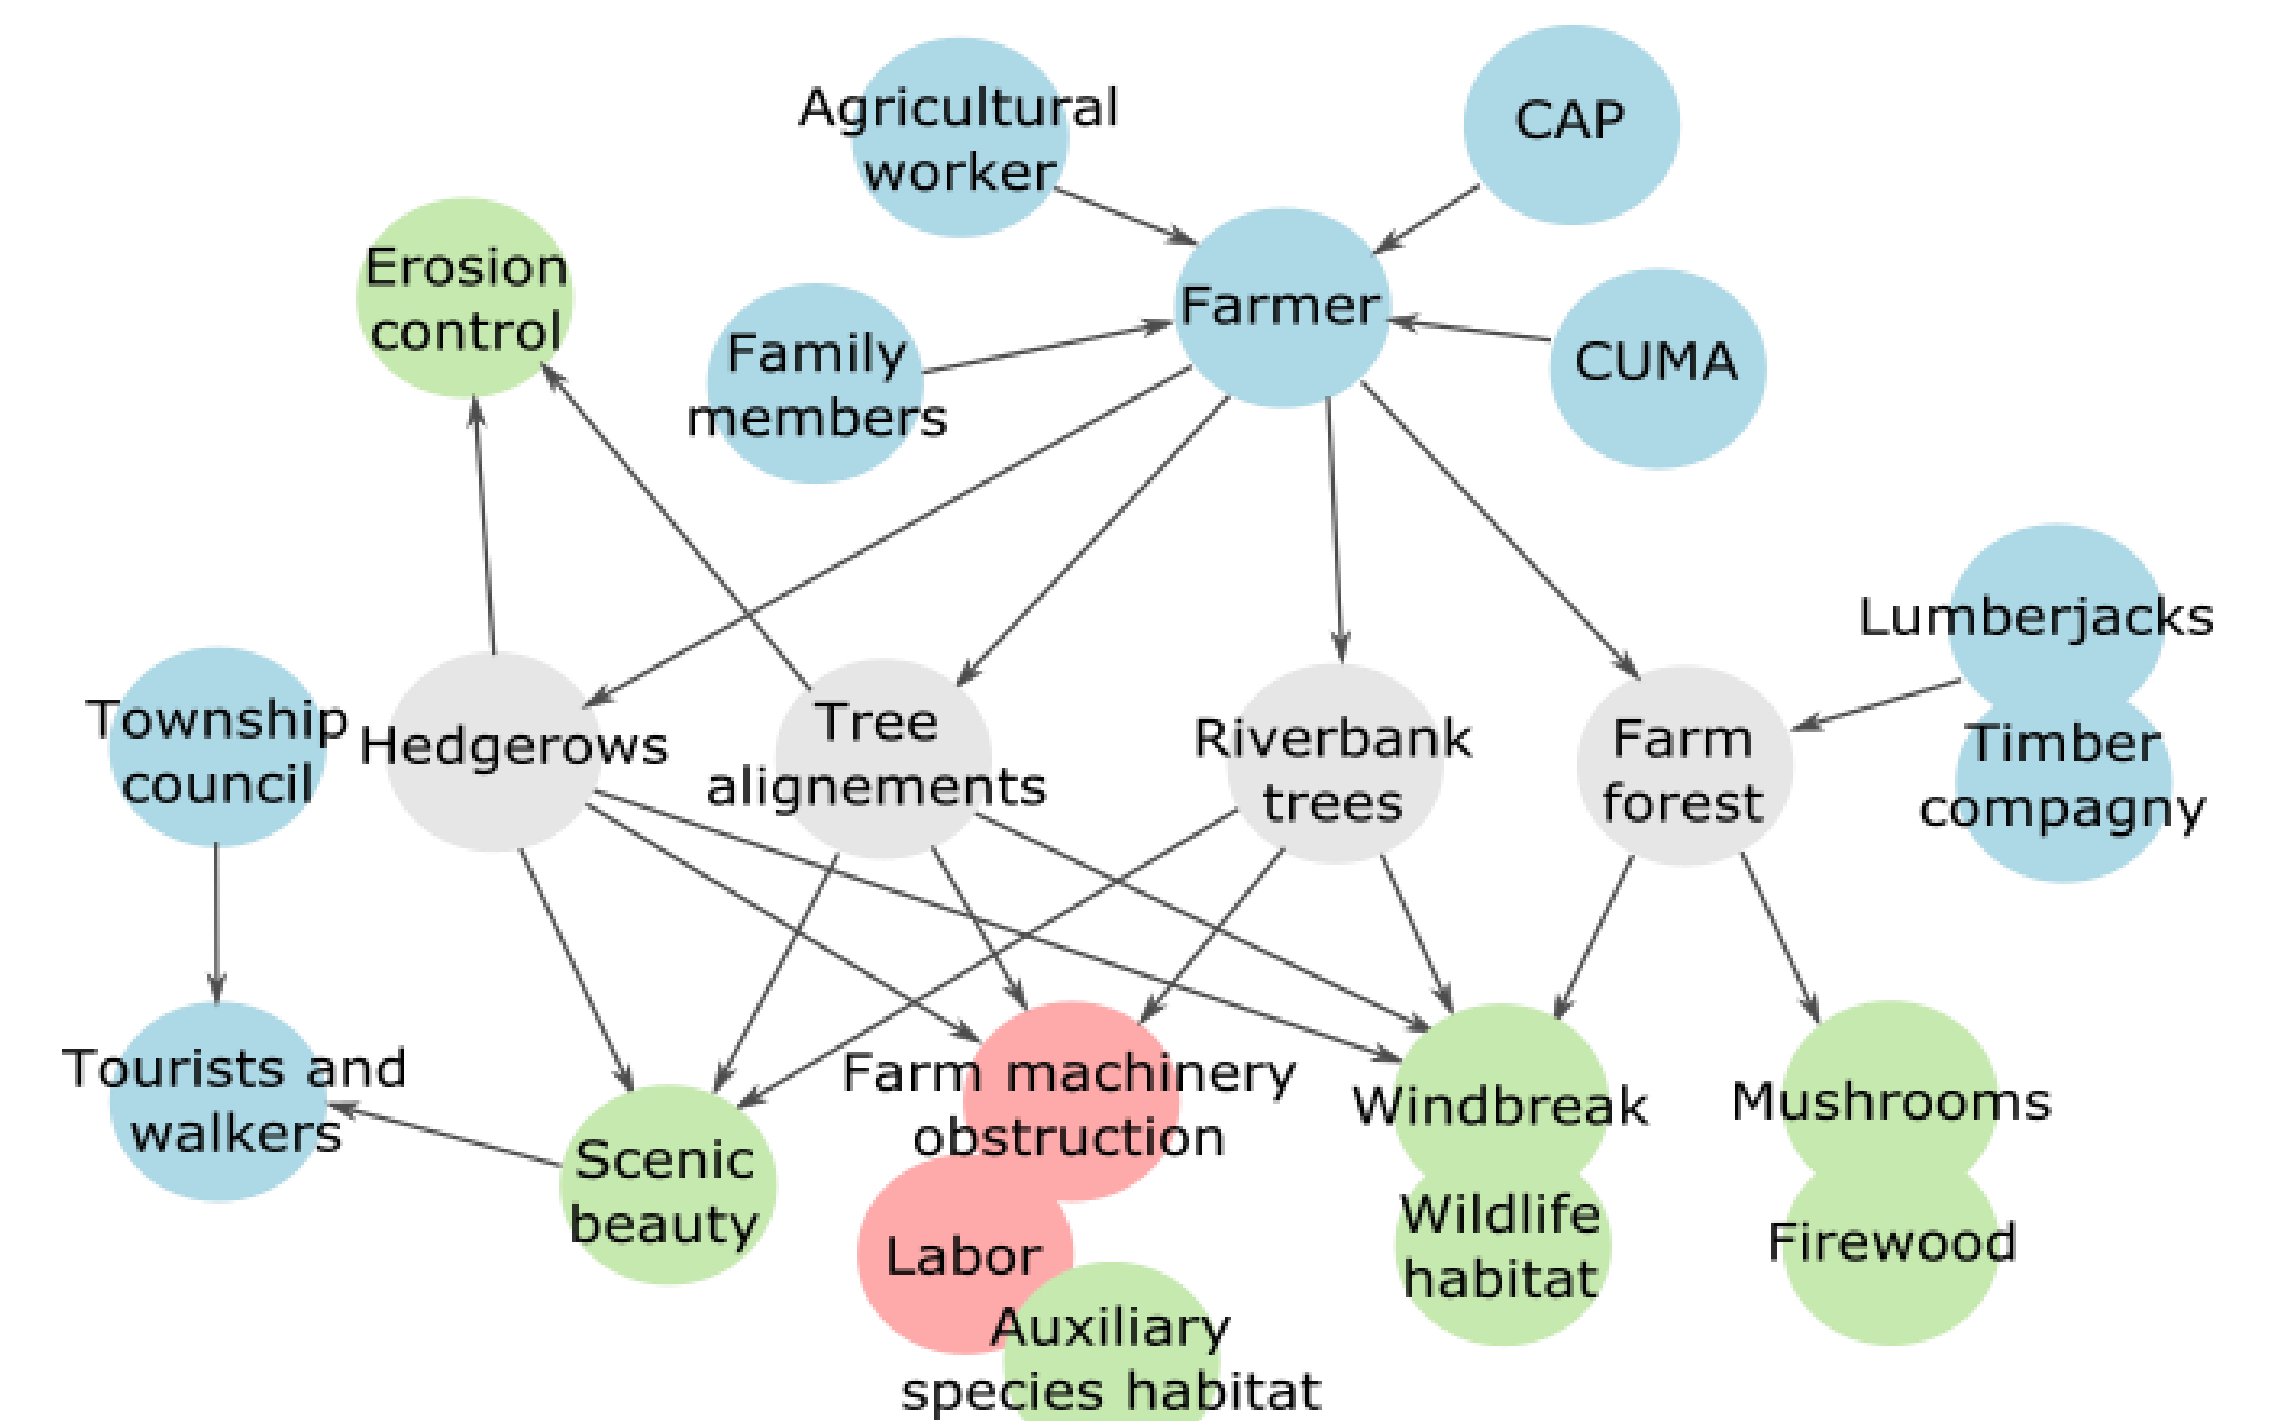 Agricultural
worker
CAP
Erosion
control
Farmer
Family
members
CUMA
Lumberjacks
Township
council
Hedgerows
Tree
alignements
Riverbank
trees
Farm
forest
Timber
compagny
Tourists and
walkers
Scenic
beauty
Farm machinery
obstruction
Windbreak
Mushrooms
Labor
Wildlife
habitat
Firewood
Auxiliary
species habitat